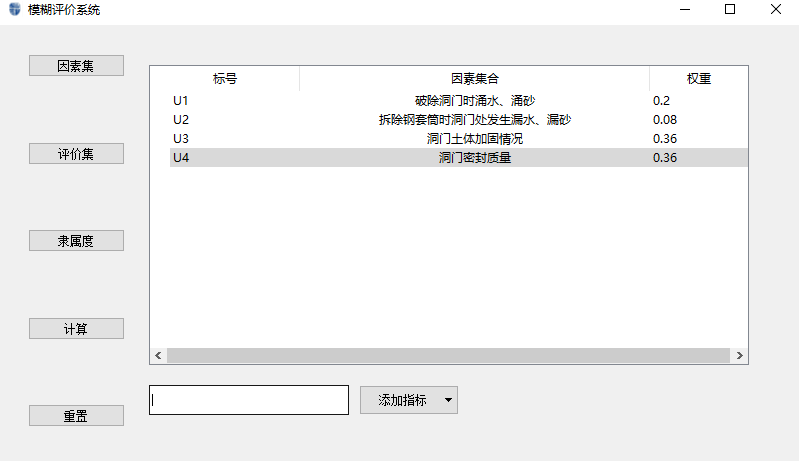 模糊评价系统
因素集
评价集
隶属度
计算
重置
标号 因素集合 权重
U1 破除洞门时涌水、涌砂 0.2
U2 拆除钢套筒时洞门处发生漏水、漏砂 0.08
U3 洞门土体加固情况 0.36
U4 洞门密封质量 0.36
添加指标